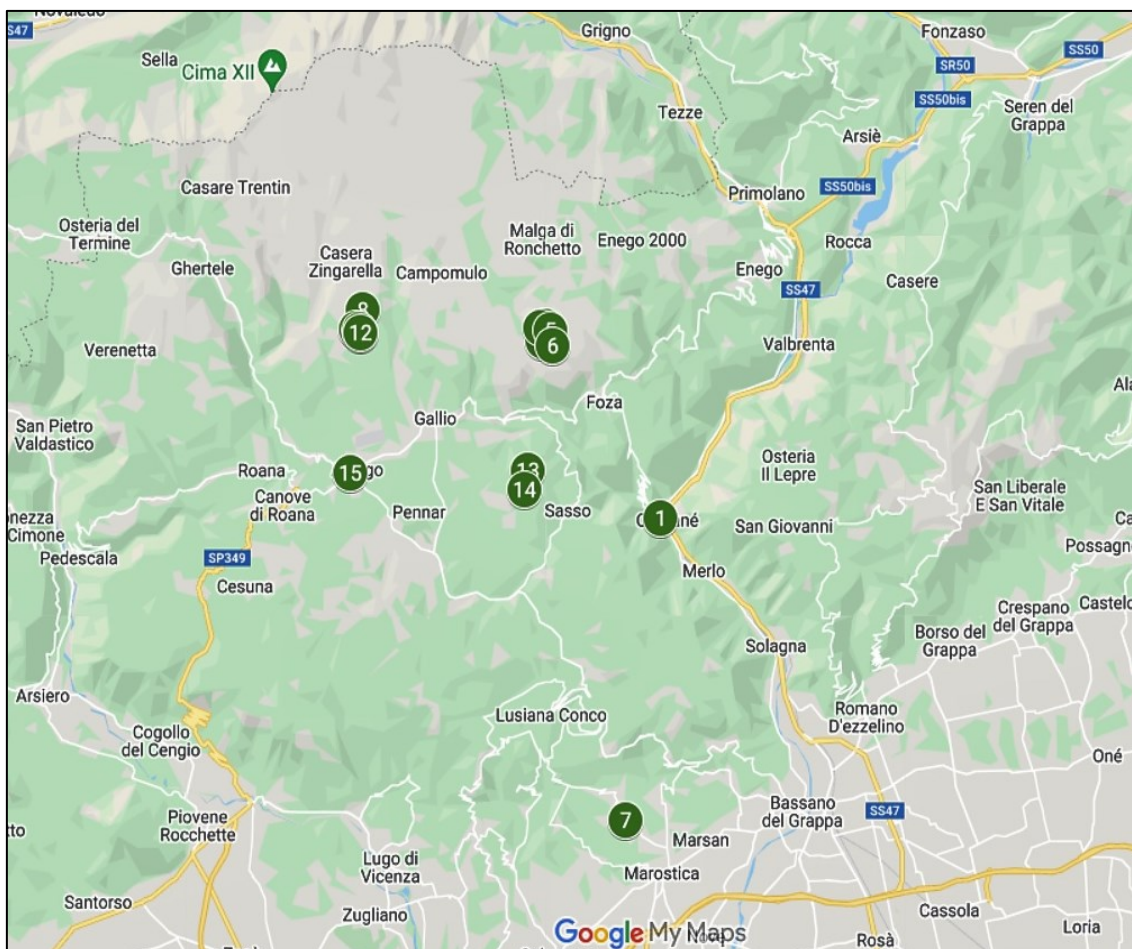 Grigno
Fonzaso
SS47
Sella
Cima XII
SS50
SR50
SS50bis
Tezze
Seren del
Grappa
Arsiè
Casare Trentin
SS50bis
Primolano
Osteria del
Termine
Malga di
Ronchetto
Enego 2000
Rocca
Casera
Zingarella
Campomulo
Ghertele
Enego
Casere
SS47
12
6
Verenetta
Valbrenta
Foza
San Pietro
Valdastico
Gallio
Osteria
Il Lepre
Roana
15
13
14
Canove
di Roana
Pennar
Sasso
1
San Giovanni
San Liberale
E San Vitale
Cimone
Pedescala
SP349
Possagn
Merlo
Cesuna
Crespano
del Grappa
Borso del
Grappa
Solagna
Arsiero
Lusiana Conco
Romano
D'ezzelino
Cogollo
del Cengio
Oné
Bassano
del Grappa
SS47
Piovene
Rocchette
7
Marsan
Lugo di
Vicenza
Marostica
Santorso
Zugliano
Cassola
Loria
Google My Maps
Rosà